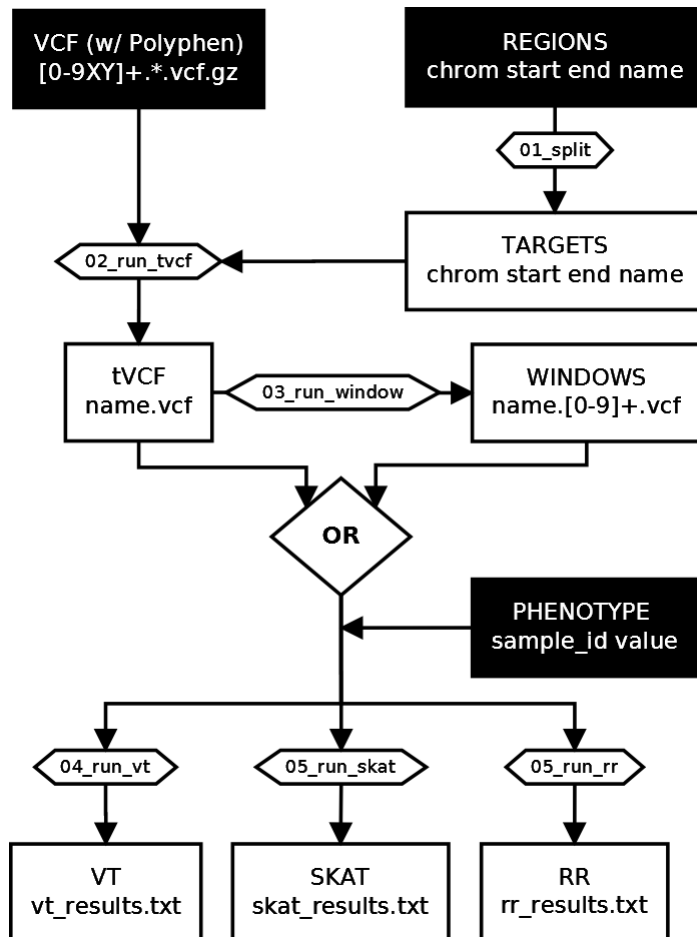 VCF (w/ Polyphen)
[0-9XY]+.*.vcf.gz
REGIONS
chrom start end name
01_split
TARGETS
chrom start end name
02_run_tvcf
tVCF
name.vcf
03_run_window
WINDOWS
name.[0-9]+.vcf
OR
PHENOTYPE
sample_id value
04_run_vt
05_run_skat
05_run_rr
VT
vt_results.txt
SKAT
skat_results.txt
RR
rr_results.txt